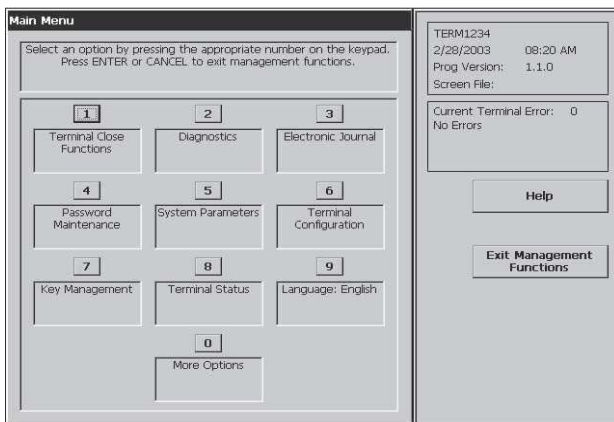 Main Menu
Select an option by pressing the appropriate number on the keypad.
Press ENTER or CANCEL to exit management functions.
1
Terminal Close
Functions
2
Diagnostics
3
Electronic Journal
4
Password
Maintenance
5
System Parameters
6
Terminal
Configuration
7
Key Management
8
Terminal Status
9
Language: English
0
More Options
TERM1234
2/28/2003 08:20 AM
Prog Version: 1.1.0
Screen File:
Current Terminal Error: 0
No Errors
Help
Exit Management
Functions